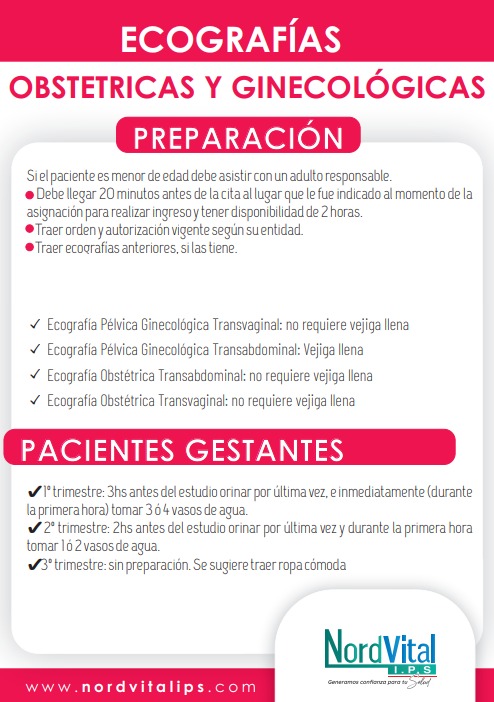 ECOGRAFÍAS
OBSTETRICAS Y GINECOLÓGICAS
PREPARACIÓN
Si el paciente es menor de edad debe asistir con un adulto responsable.
Debe llegar 20 minutos antes de la cita al lugar que le fue indicado al momento de la
asignación para realizar ingreso y tener disponibilidad de 2 horas.
Traer orden y autorización vigente según su entidad.
Traer ecografías anteriores, si las tiene.
✓ Ecografía Pélvica Ginecológica Transvaginal: no requiere vejiga llena
✓ Ecografía Pélvica Ginecológica Transabdominal: Vejiga llena
✓ Ecografía Obstétrica Transabdominal: no requiere vejiga llena
✓ Ecografía Obstétrica Transvaginal: no requiere vejiga llena
PACIENTES GESTANTES
✔1° trimestre: 3hs antes del estudio orinar por última vez, e inmediatamente (durante
la primera hora) tomar 3 ó 4 vasos de agua.
✔2° trimestre: 2hs antes del estudio orinar por última vez y durante la primera hora
tomar 1 ó 2 vasos de agua.
✔3° trimestre: sin preparación. Se sugiere traer ropa cómoda
NordVital
I.P.S
Generamos confianza para tu Salud
www.nordvitalips.com